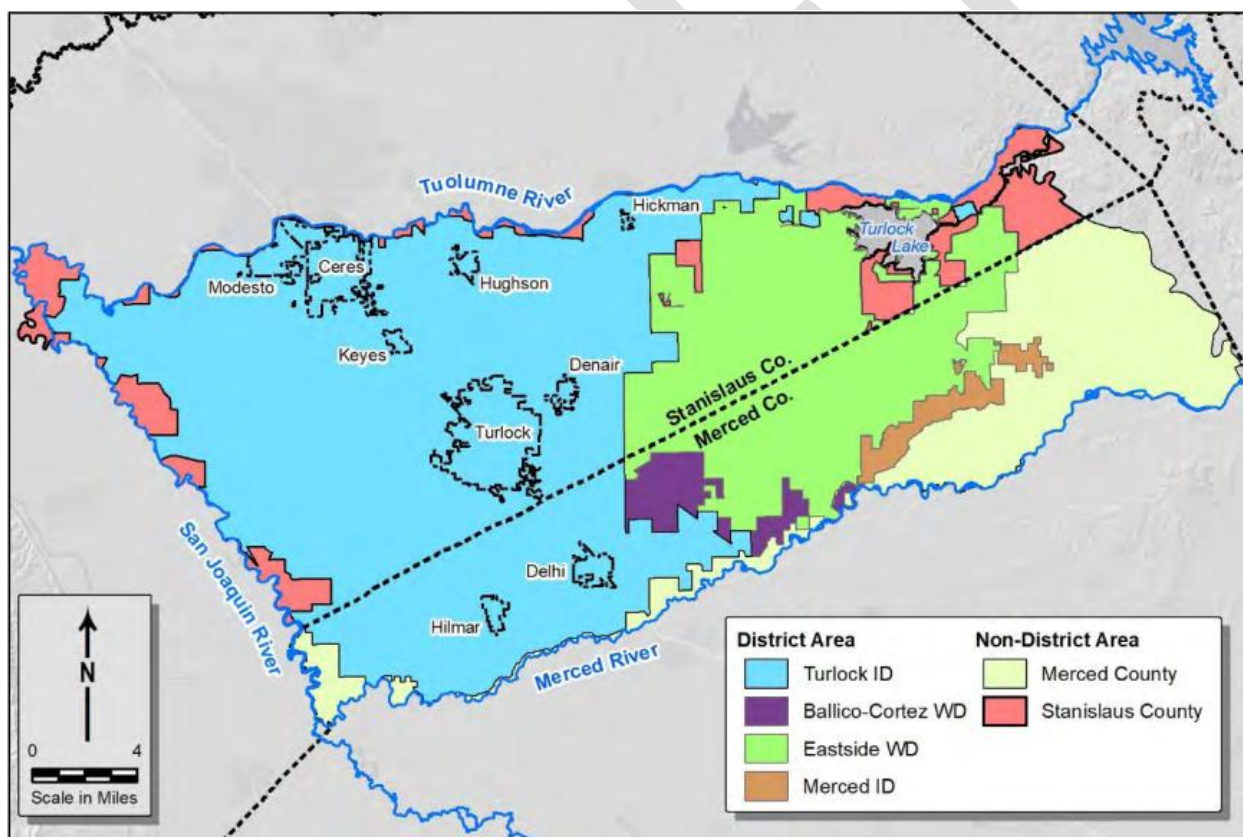 Tuolumne River
Hickman
Turlock
Lake
Ceres
Modesto
Hughson
Keyes
Denair
Stanislaus Co.
Merced Co.
Turlock
San Joaquin River
Delhi
Hilmar
Merced River
N
0 4
Scale in Miles
District Area
Turlock ID
Ballico-Cortez WD
Eastside WD
Merced ID
Non-District Area
Merced County
Stanislaus County